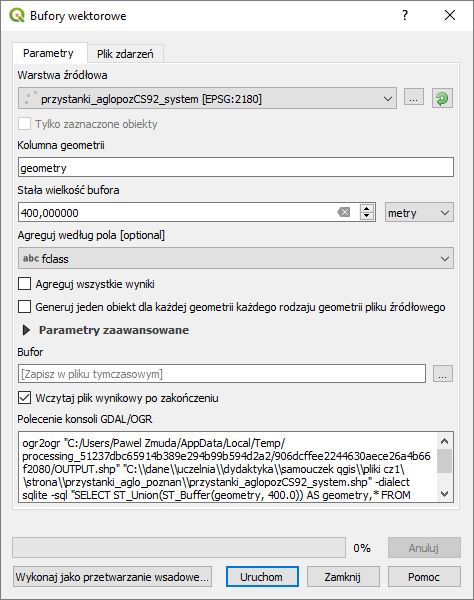 Bufory wektorowe
Parametry
Plik zdarzeń
Warstwa źródłowa
przystanki_aglopozCS92_system [EPSG:2180]
...
Tylko zaznaczone obiekty
Kolumna geometrii
geometry
Stała wielkość bufora
400,000000
metry
Agreguj według pola [optional]
abc fclass
Agreguj wszystkie wyniki
Generuj jeden obiekt dla każdej geometrii każdego rodzaju geometrii pliku źródłowego
Parametry zaawansowane
Bufor
[Zapisz w pliku tymczasowem]
...
Wczytaj plik wynikowy po zakończeniu
Polecenie konsoli GDAL/OGR
ogr2ogr "C:/Users/Pawel Zmuda/AppData/Local/Temp/
processing_51237dbc65914b389e294b99b594d2a2/906dcffee2244630aece26a4b66
f2080/OUTPUT.shp" "C:\\dane\\uczelnia\\dydaktyka\\samouczek qgis\\pliki cz1\
\strona\\przystanki_aglo_poznan\\przystanki_aglopozCS92_system.shp" -dialect
sqlite -sql "SELECT ST_Union(ST_Buffer(geometry, 400.0)) AS geometry,* FROM
0%
Anuluj
Wykonaj jako przetwarzanie wsadowe...
Uruchom
Zamknij
Pomoc